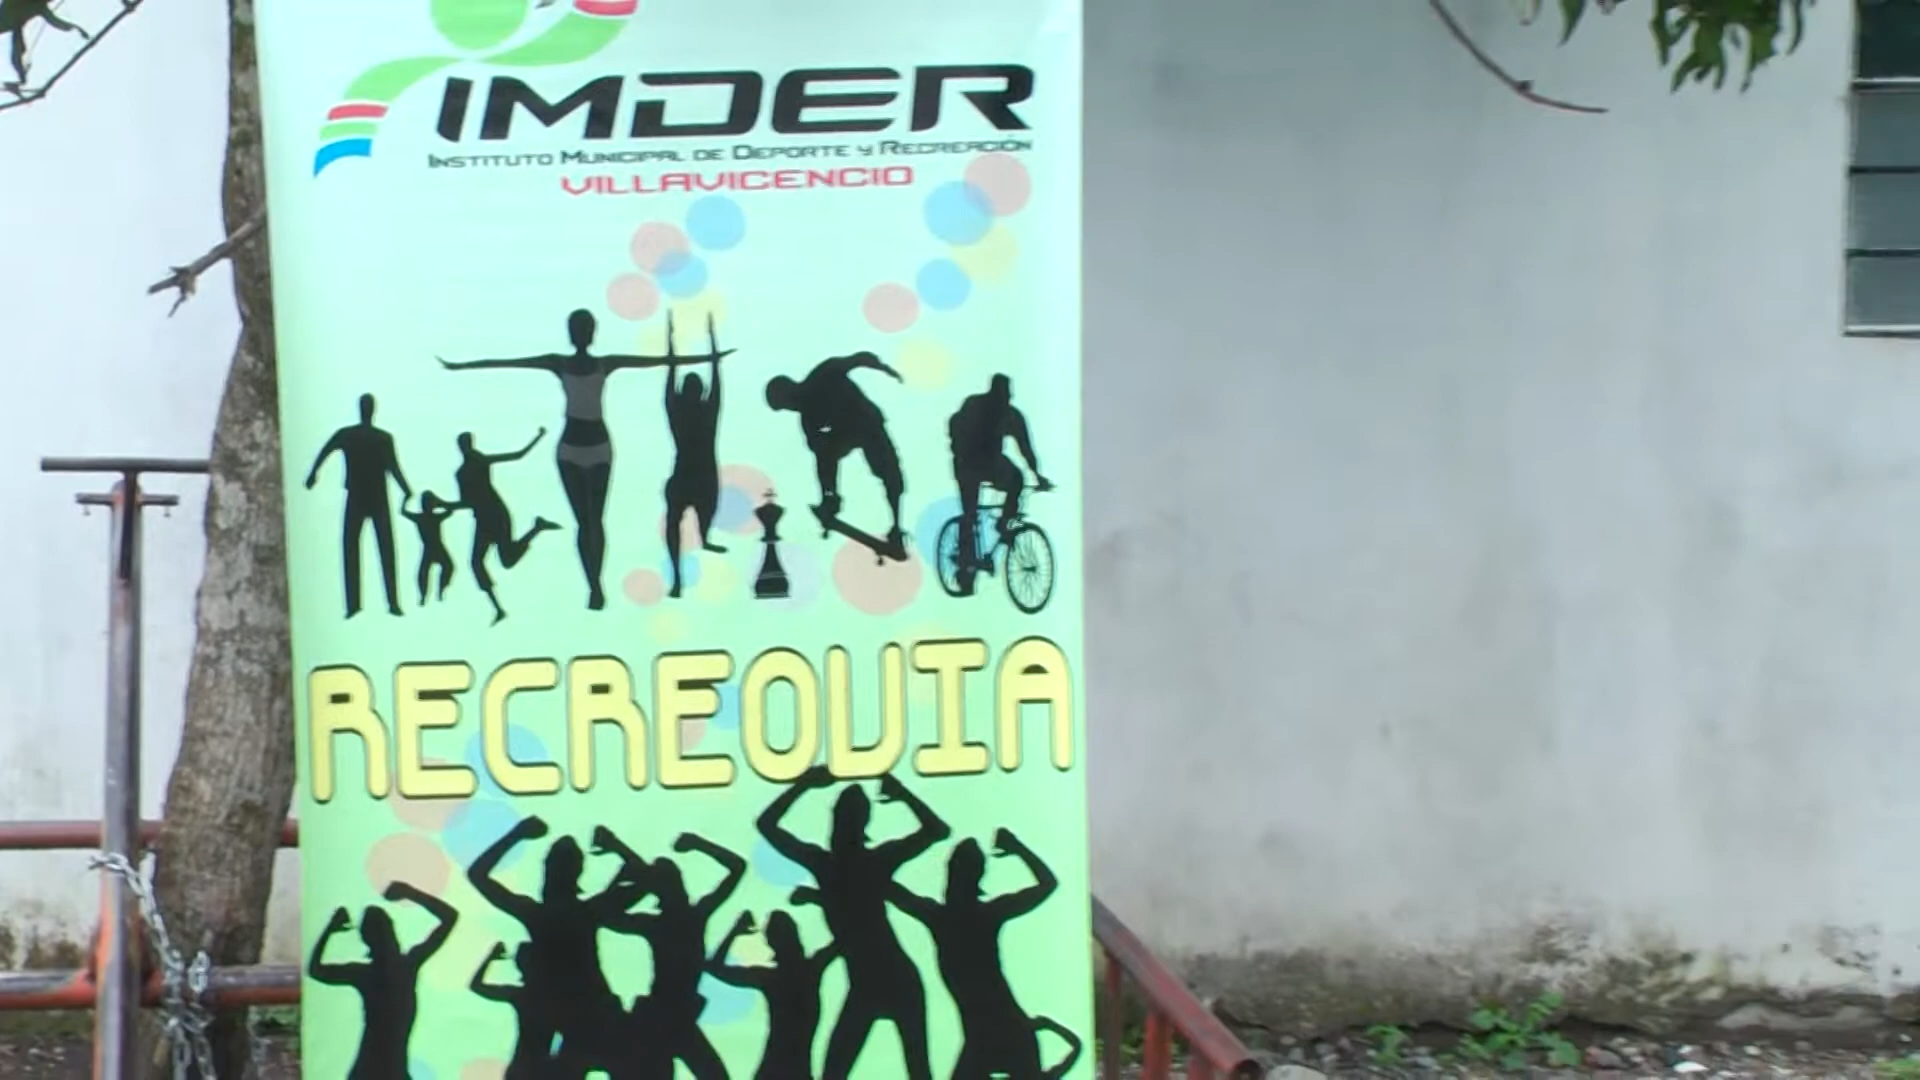 IMDER
INSTITUTO MUNICIPAL DE DEPORTE Y RECREACIÓN
VILLAVICENCIO
RECREOVIA